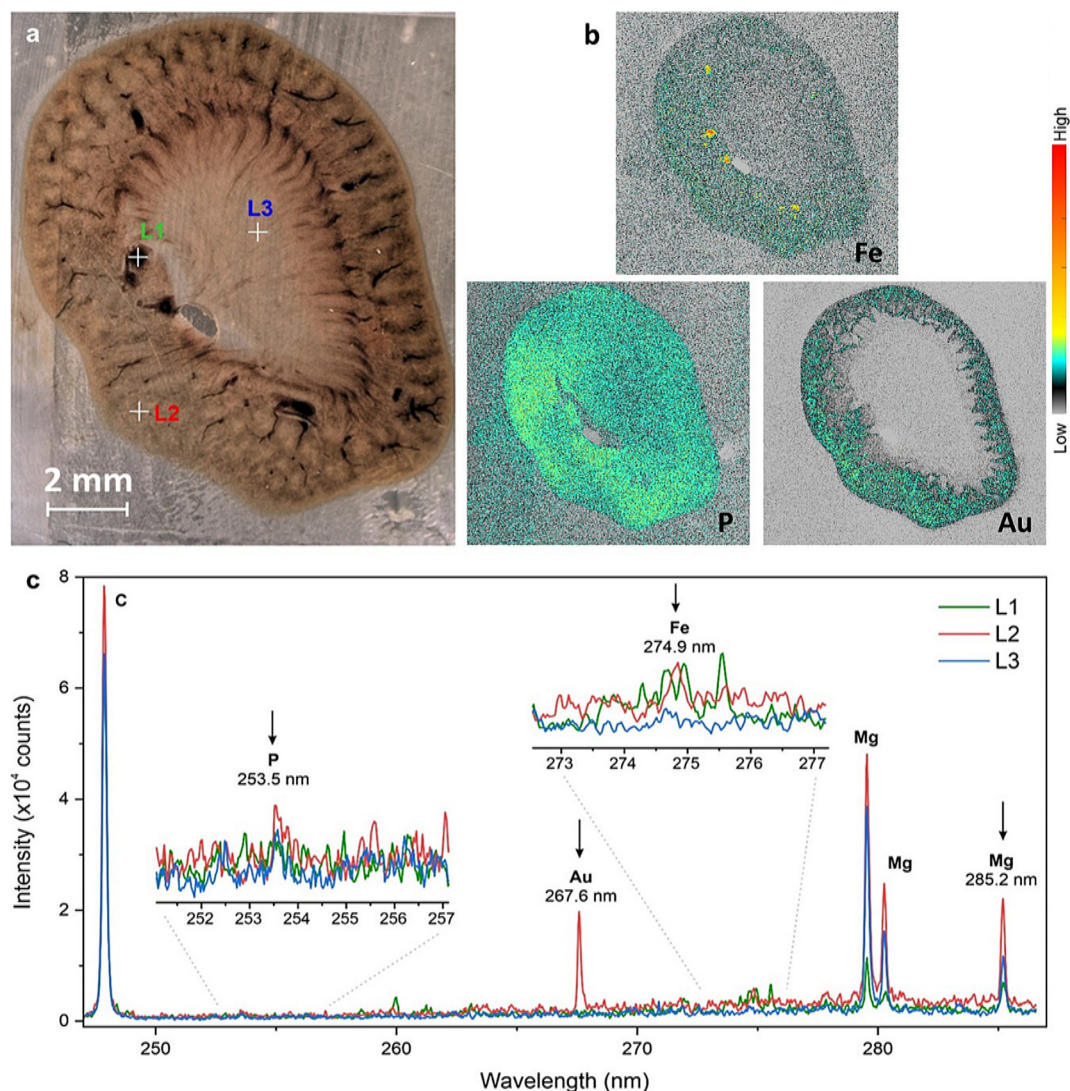 a
L1
L3
L2
2 mm
b
Fe
P
Au
High
Low
c
8
6
4
2
0
Intensity (x10⁴ counts)
C
P
253.5 nm
252 253 254 255 256 257
Au
267.6 nm
Fe
274.9 nm
273 274 275 276 277
L1
L2
L3
Mg
Mg
Mg
285.2 nm
250 260 270 280
Wavelength (nm)